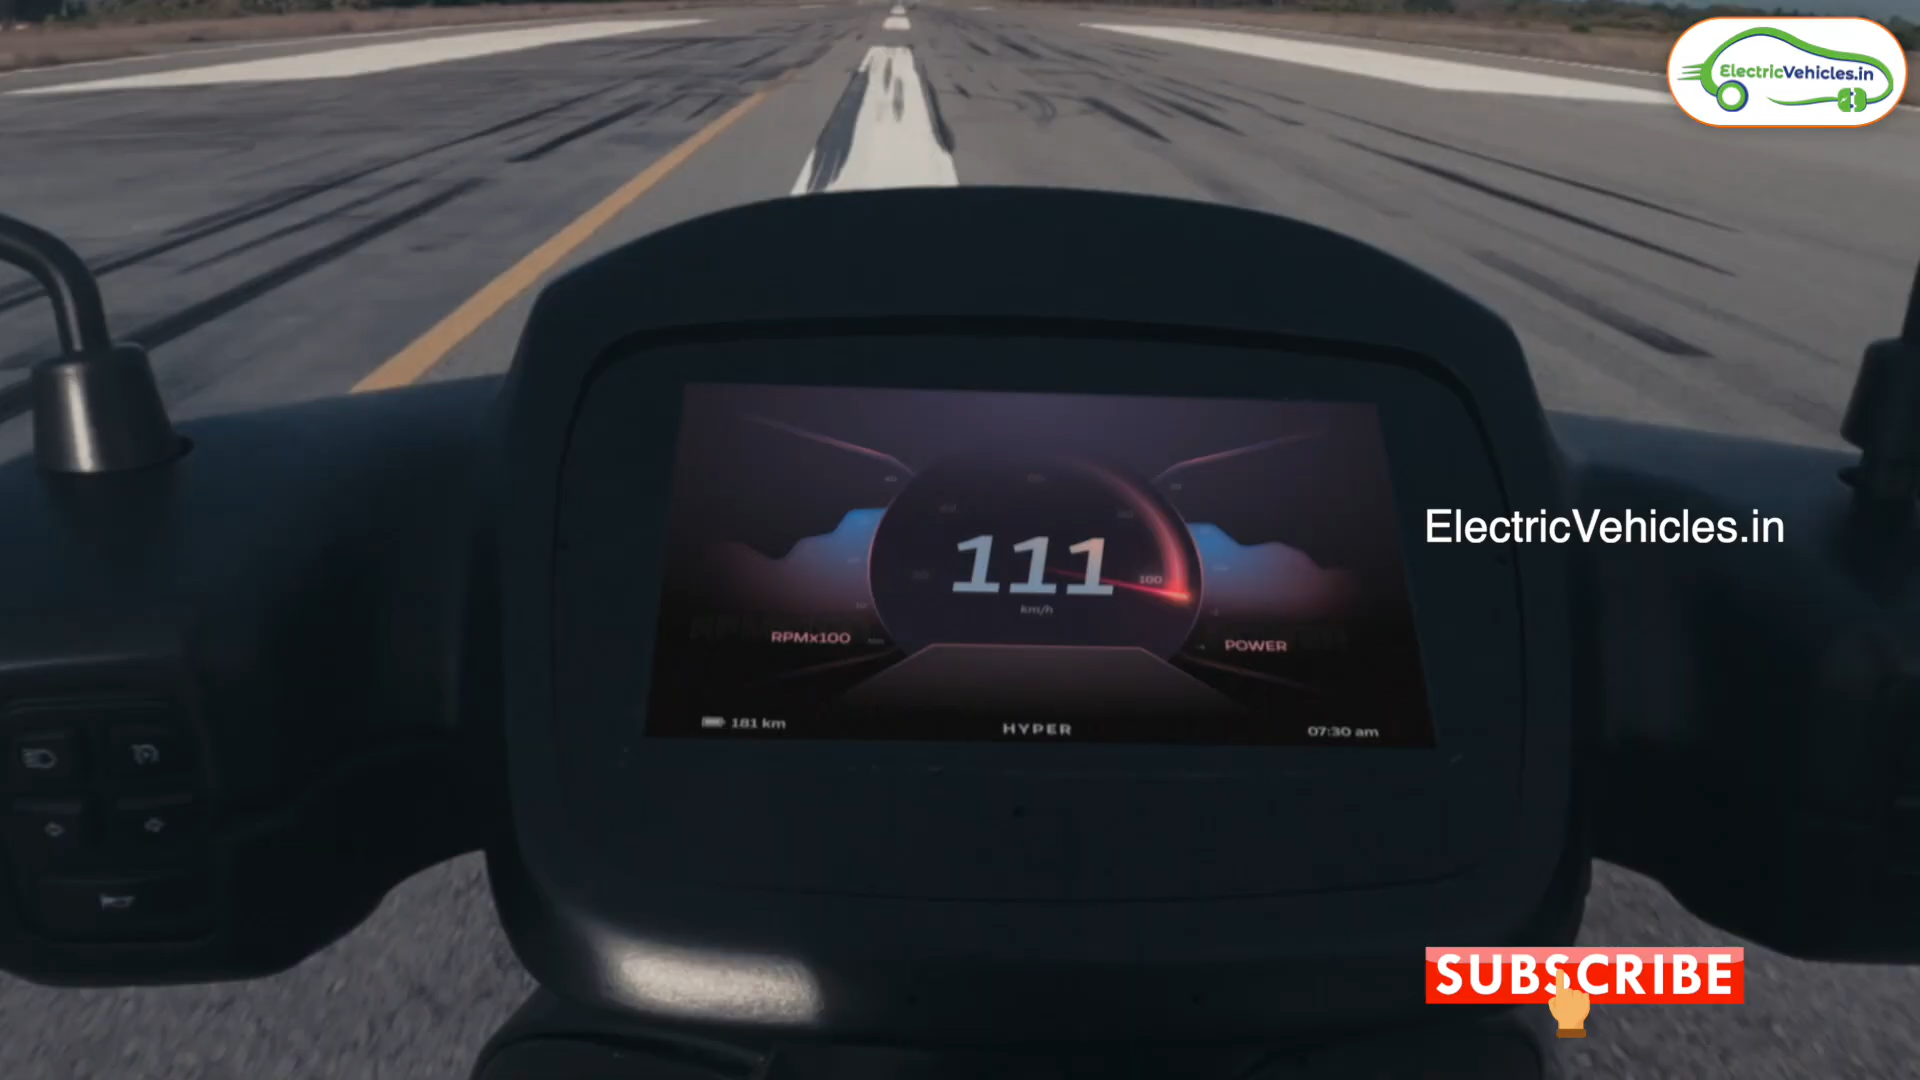 ElectricVehicles.in
ElectricVehicles.in
111
100
km/h
RPMx100
POWER
181 km
HYPER
07:30 am
SUBSCRIBE